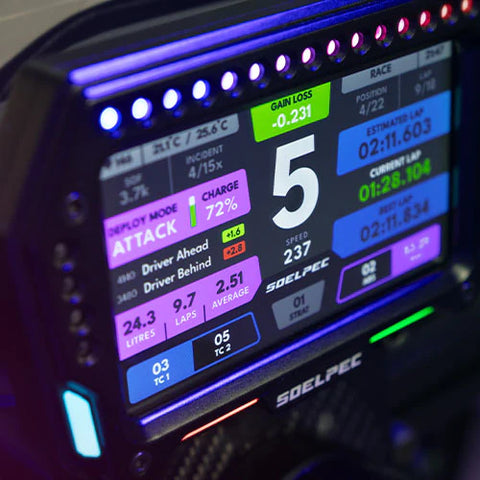 GAIN LOSS
-0.231
RACE
21.1°C / 25.6°C
SOF
3.7k
INCIDENT
4/15x
POSITION
4/22
LAP
9/18
DEPLOY MODE
ATTACK
CHARGE
72%
5
SPEED
237
ESTIMATED LAP
02:11.603
CURRENT LAP
01:28.104
BEST LAP
02:11.834
Driver Ahead
+1.6
Driver Behind
+2.8
24.3
LITRES
9.7
LAPS
2.51
AVERAGE
SOELPEC
01
STRAT
02
03
TC 1
05
TC 2
SOELPEC